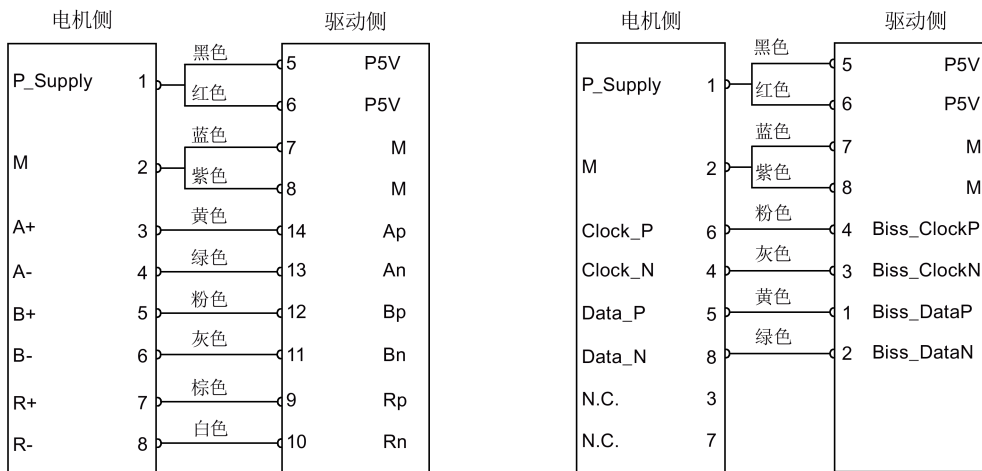 电机侧 驱动侧
黑色
P_Supply 1 5 P5V
红色
6 P5V
蓝色
7 M
M 2
紫色
8 M
黄色
A+ 3 14 Ap
绿色
A- 4 13 An
粉色
B+ 5 12 Bp
灰色
B- 6 11 Bn
棕色
R+ 7 9 Rp
白色
R- 8 10 Rn
电机侧 驱动侧
黑色
5 P5V
P_Supply 1
红色
6 P5V
蓝色
7 M
M 2
紫色
8 M
粉色
Clock_P 6 4 Biss_ClockP
灰色
Clock_N 4 3 Biss_ClockN
黄色
Data_P 5 1 Biss_DataP
绿色
Data_N 8 2 Biss_DataN
N.C. 3
N.C. 7